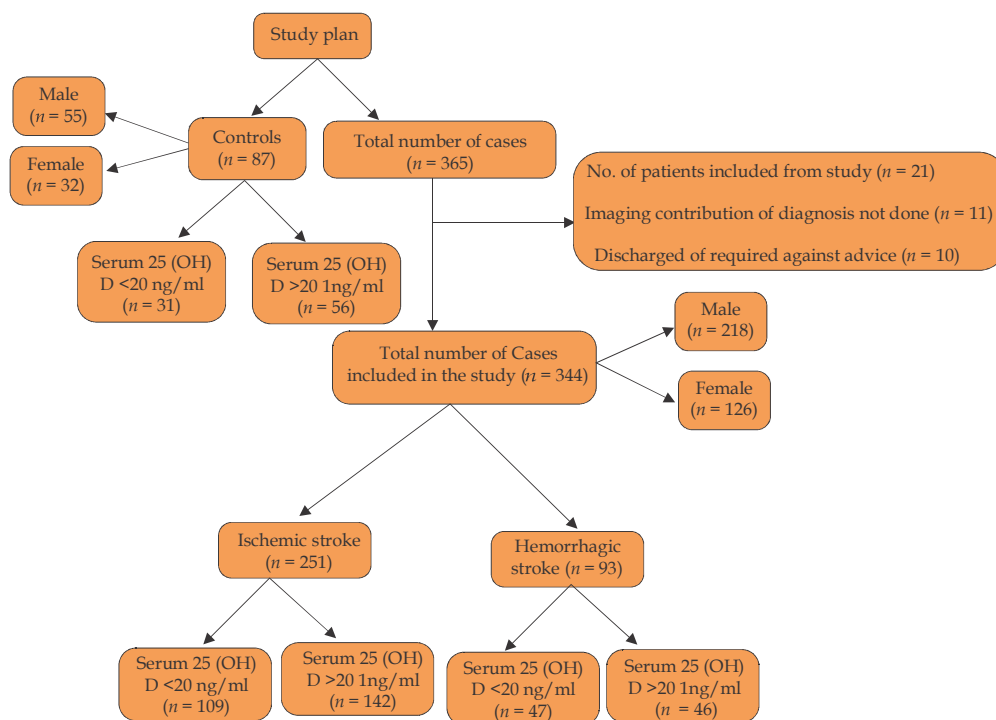 Study plan
Male
(n = 55)
Female
(n = 32)
Controls
(n = 87)
Total number of cases
(n = 365)
No. of patients included from study (n = 21)
Imaging contribution of diagnosis not done (n = 11)
Discharged of required against advice (n = 10)
Serum 25 (OH)
D <20 ng/ml
(n = 31)
Serum 25 (OH)
D >20 1ng/ml
(n = 56)
Total number of Cases
included in the study (n = 344)
Male
(n = 218)
Female
(n = 126)
Ischemic stroke
(n = 251)
Hemorrhagic
stroke (n = 93)
Serum 25 (OH)
D <20 ng/ml
(n = 109)
Serum 25 (OH)
D >20 1ng/ml
(n = 142)
Serum 25 (OH)
D <20 ng/ml
(n = 47)
Serum 25 (OH)
D >20 1ng/ml
(n = 46)